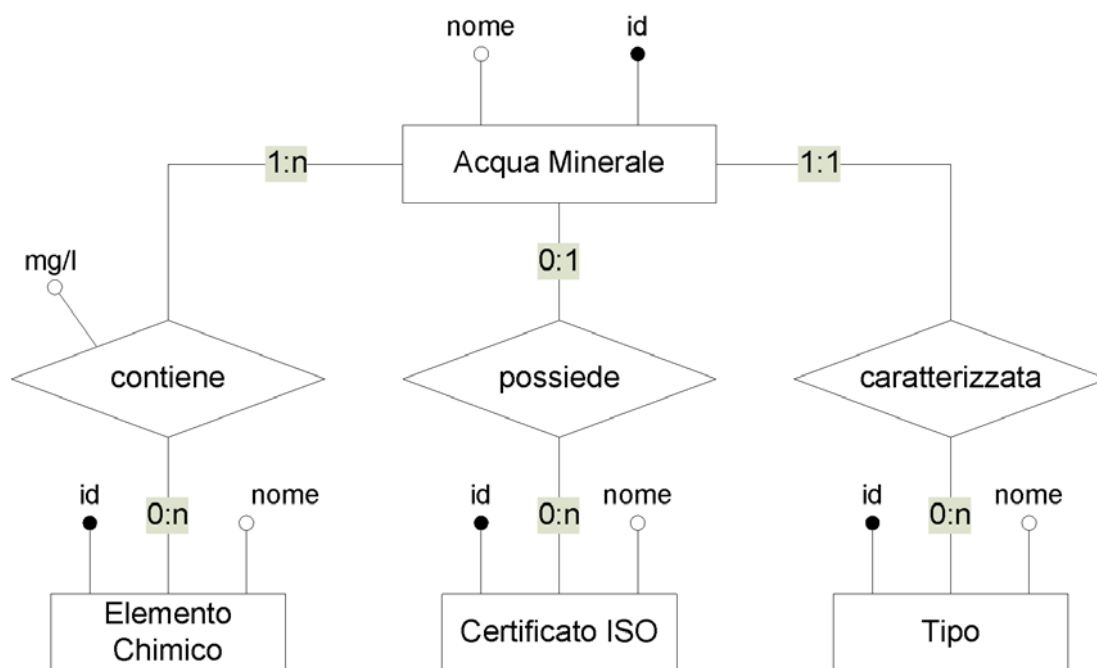 nome
id
Acqua Minerale
1:n
1:1
0:1
mg/l
contiene
possiede
caratterizzata
id
0:n
nome
id
0:n
nome
id
0:n
nome
Elemento
Chimico
Certificato ISO
Tipo